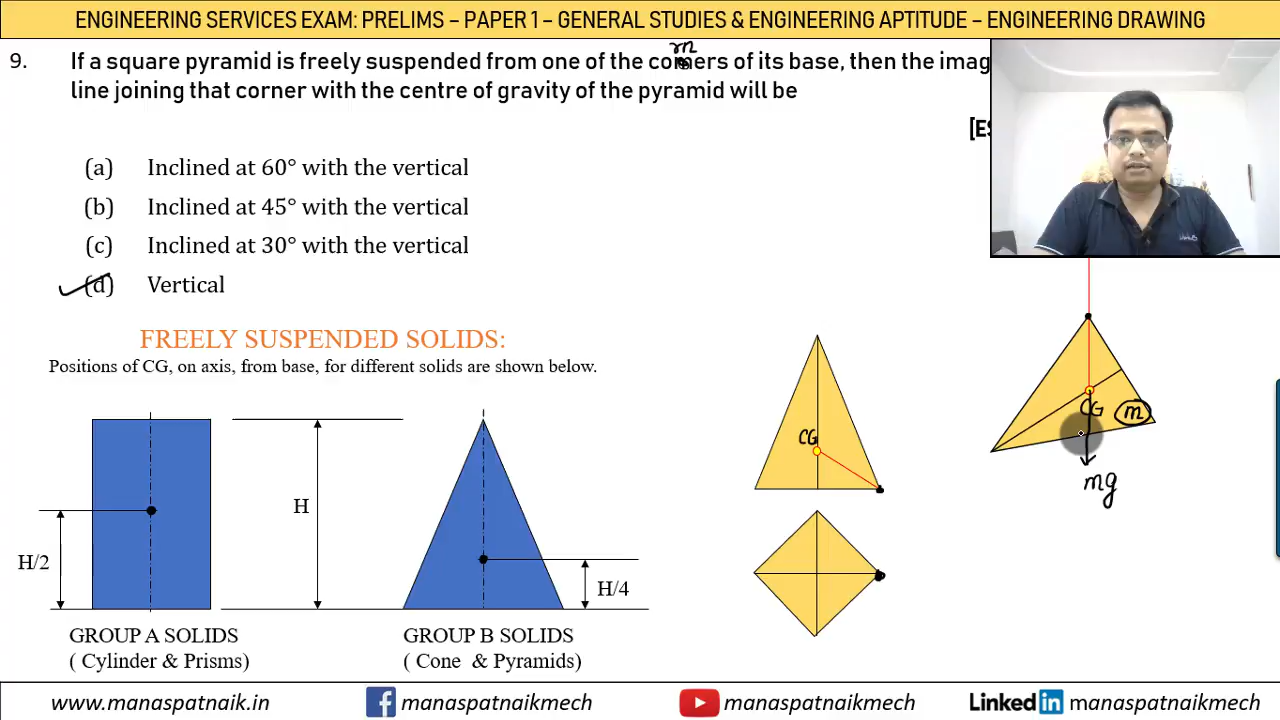 ENGINEERING SERVICES EXAM: PRELIMS – PAPER 1 – GENERAL STUDIES & ENGINEERING APTITUDE – ENGINEERING DRAWING
rn
9. If a square pyramid is freely suspended from one of the corners of its base, then the imag
line joining that corner with the centre of gravity of the pyramid will be
[ES
(a) Inclined at 60° with the vertical
(b) Inclined at 45° with the vertical
(c) Inclined at 30° with the vertical
(d) Vertical
FREELY SUSPENDED SOLIDS:
Positions of CG, on axis, from base, for different solids are shown below.
CG m
CG
mg
H
H/2
H/4
GROUP A SOLIDS GROUP B SOLIDS
( Cylinder & Prisms) ( Cone & Pyramids)
www.manaspatnaik.in manaspatnaikmech manaspatnaikmech Linked in manaspatnaikmech